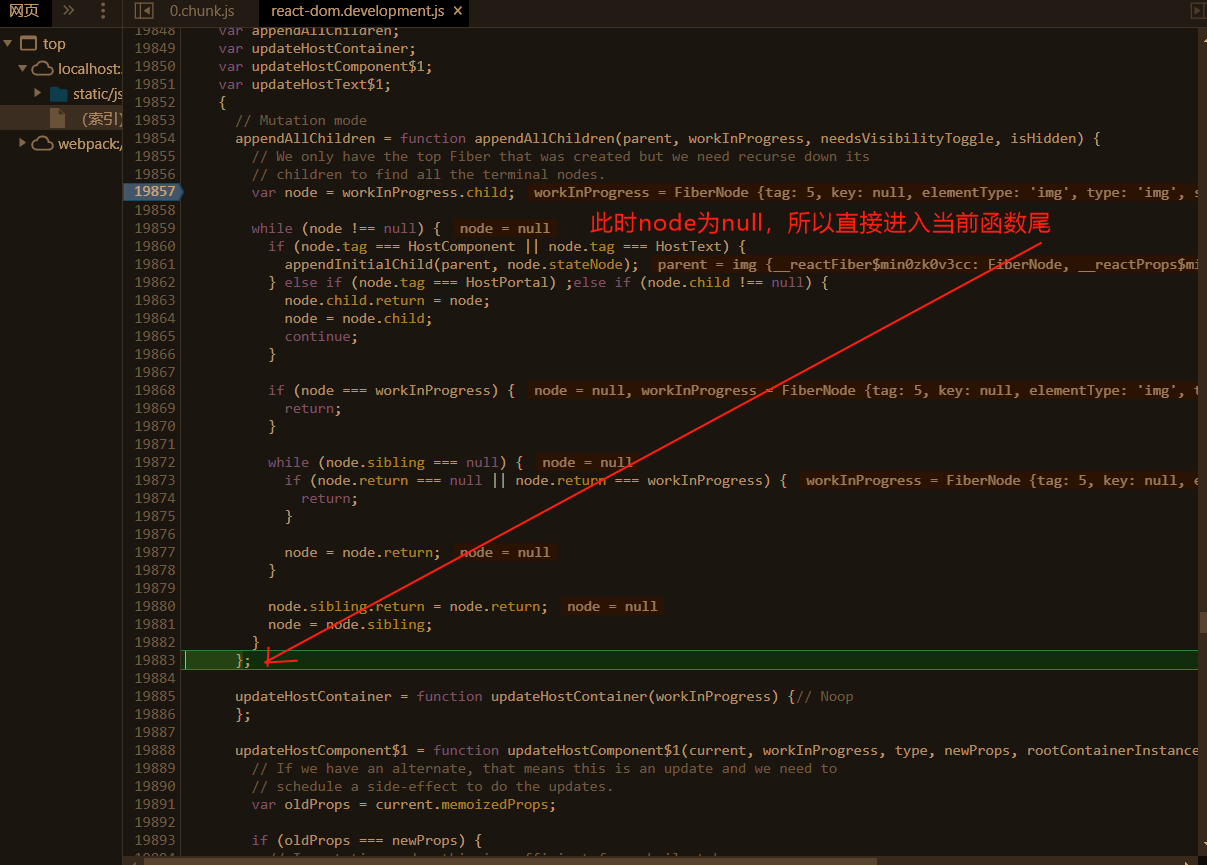 网页
0.chunk.js
react-dom.development.js ×
top
localhost:
static/js
(索引)
webpack:/
19848 var appendAllChildren;
19849 var updateHostContainer;
19850 var updateHostComponent$1;
19851 var updateHostText$1;
19852 {
19853 // Mutation mode
19854 appendAllChildren = function appendAllChildren(parent, workInProgress, needsVisibilityToggle, isHidden) {
19855 // We only have the top Fiber that was created but we need recurse down its
19856 // children to find all the terminal nodes.
19857 var node = workInProgress.child; workInProgress = FiberNode {tag: 5, key: null, elementType: 'img', type: 'img', s
19858
此时node为null，所以直接进入当前函数尾
19859 while (node !== null) { node = null
19860 if (node.tag === HostComponent || node.tag === HostText) {
19861 appendInitialChild(parent, node.stateNode); parent = img {__reactFiber$min0zk0v3cc: FiberNode, __reactProps$mi
19862 } else if (node.tag === HostPortal) ;else if (node.child !== null) {
19863 node.child.return = node;
19864 node = node.child;
19865 continue;
19866 }
19867
19868 if (node === workInProgress) { node = null, workInProgress = FiberNode {tag: 5, key: null, elementType: 'img', t
19869 return;
19870 }
19871
19872 while (node.sibling === null) { node = null
19873 if (node.return === null || node.return === workInProgress) { workInProgress = FiberNode {tag: 5, key: null, e
19874 return;
19875 }
19876
19877 node = node.return; node = null
19878 }
19879
19880 node.sibling.return = node.return; node = null
19881 node = node.sibling;
19882 }
19883 };
19884
19885 updateHostContainer = function updateHostContainer(workInProgress) {// Noop
19886 };
19887
19888 updateHostComponent$1 = function updateHostComponent$1(current, workInProgress, type, newProps, rootContainerInstance
19889 // If we have an alternate, that means this is an update and we need to
19890 // schedule a side-effect to do the updates.
19891 var oldProps = current.memoizedProps;
19892
19893 if (oldProps === newProps) {